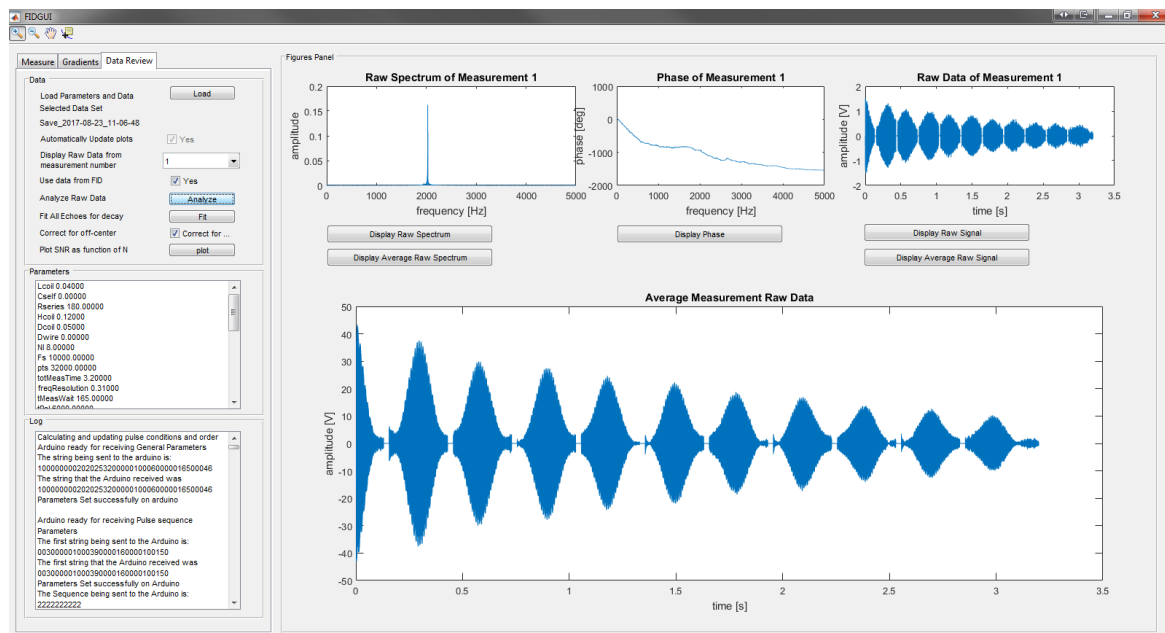 FIDGUI
Measure Gradients Data Review
Data
Load Parameters and Data Load
Selected Data Set
Save_2017-08-23_11-06-48
Automatically Update plots Yes
Display Raw Data from
measurement number 1
Use data from FID Yes
Analyze Raw Data Analyze
Fit All Echoes for decay Fit
Correct for off-center Correct for ...
Plot SNR as function of N plot
Parameters
Lcoil 0.04000
Cself 0.00000
Rseries 180.00000
Hcoil 0.12000
Dcoil 0.05000
Dwire 0.00000
Nl 8.00000
Fs 10000.00000
pts 32000.00000
totMeasTime 3.20000
freqResolution 0.31000
tMeasWait 165.00000
Log
Calculating and updating pulse conditions and order
Arduino ready for receiving General Parameters
The string being sent to the arduino is:
10000000020202532000001000600000016500046
The string that the Arduino received was
10000000020202532000001000600000016500046
Parameters Set successfully on arduino
Arduino ready for receiving Pulse sequence
Parameters
The first string being sent to the Arduino is:
00300000100039000016000010015​0
The first string that the Arduino received was
003000001000390000160000100150
Parameters Set successfully on Arduino
The Sequence being sent to the Arduino is:
2222222222
Figures Panel
Raw Spectrum of Measurement 1
amplitude
0.2
0.15
0.1
0.05
0
0 1000 2000 3000 4000 5000
frequency [Hz]
Display Raw Spectrum
Display Average Raw Spectrum
Phase of Measurement 1
phase [deg]
1000
0
-1000
-2000
0 1000 2000 3000 4000 5000
frequency [Hz]
Display Phase
Raw Data of Measurement 1
amplitude [V]
2
1
0
-1
-2
0 0.5 1 1.5 2 2.5 3 3.5
time [s]
Display Raw Signal
Display Average Raw Signal
Average Measurement Raw Data
amplitude [V]
50
40
30
20
10
0
-10
-20
-30
-40
-50
0 0.5 1 1.5 2 2.5 3 3.5
time [s]